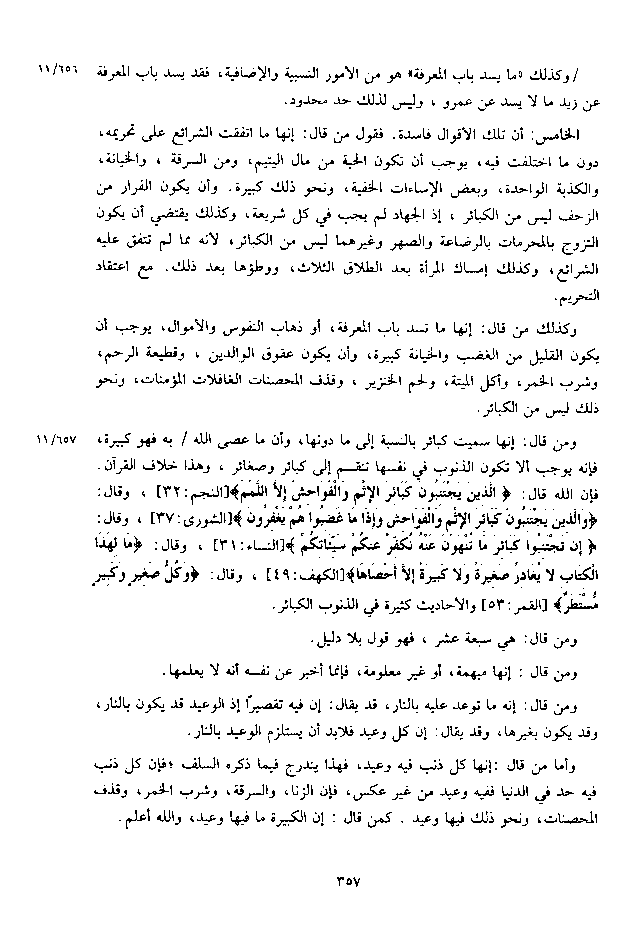 / وكذلك «ما يسد باب المعرفة» هو من الأمور النسبية والإضافية، فقد يسد باب المعرفة ١١/٦٥٦
عن زيد ما لا يسد عن عمرو ، وليس لذلك حد محدود.
الخامس: أن تلك الأقوال فاسدة. فقول من قال: إنها ما اتفقت الشرائع على تحريمه،
دون ما اختلفت فيه، يوجب أن تكون الحبة من مال اليتيم، ومن السرقة ، والخيانة،
والكذبة الواحدة، وبعض الإساءات الخفية، ونحو ذلك كبيرة. وأن يكون الفرار من
الزحف ليس من الكبائر ، إذ الجهاد لم يجب في كل شريعة، وكذلك يقتضي أن يكون
التزوج بالمحرمات بالرضاعة والصهر وغيرهما ليس من الكبائر، لأنه مما لم تتفق عليه
الشرائع، وكذلك إمساك المرأة بعد الطلاق الثلاث، ووطؤها بعد ذلك. مع اعتقاد
التحريم.
وكذلك من قال: إنها ما تسد باب المعرفة، أو ذهاب النفوس والأموال، يوجب أن
يكون القليل من الغضب والخيانة كبيرة، وأن يكون عقوق الوالدين ، وقطيعة الرحم،
وشرب الخمر، وأكل الميتة، ولحم الخنزير ، وقذف المحصنات الغافلات المؤمنات، ونحو
ذلك ليس من الكبائر.
ومن قال: إنها سميت كبائر بالنسبة إلى ما دونها، وأن ما عصى الله / به فهو كبيرة، ١١/٦٥٧
فإنه يوجب ألا تكون الذنوب في نفسها تنقسم إلى كبائر وصغائر ، وهذا خلاف القرآن.
فإن الله قال: ﴿ الَّذِينَ يَجْتَنِبُونَ كَبَائِرَ الإِثْمِ وَالْفَوَاحِشَ إِلاَّ اللَّمَمَ﴾[النجم:٣٢] ، وقال:
﴿وَالَّذِينَ يَجْتَنِبُونَ كَبَائِرَ الإِثْمِ وَالْفَوَاحِشَ وَإِذَا مَا غَضِبُوا هُمْ يَغْفِرُونَ ﴾[الشورى:٣٧] ، وقال:
﴿ إِن تَجْتَنِبُوا كَبَائِرَ مَا تُنْهَوْنَ عَنْهُ نُكَفِّرْ عَنكُمْ سَيِّئَاتِكُمْ ﴾[النساء:٣١] ، وقال: ﴿مَا لِهَذَا
الْكِتَابِ لا يُغَادِرُ صَغِيرَةً وَلا كَبِيرَةً إِلاَّ أَحْصَاهَا﴾[الكهف:٤٩] ، وقال: ﴿وَكُلُّ صَغِيرٍ وَكَبِيرٍ
مُّسْتَطَرٌ﴾ [القمر:٥٣] والأحاديث كثيرة في الذنوب الكبائر.
ومن قال: هي سبعة عشر ، فهو قول بلا دليل.
ومن قال : إنها مبهمة، أو غير معلومة، فإنما أخبر عن نفسه أنه لا يعلمها.
ومن قال: إنه ما توعد عليه بالنار، قد يقال: إن فيه تقصيرًا إذ الوعيد قد يكون بالنار،
وقد يكون بغيرها، وقد يقال: إن كل وعيد فلابد أن يستلزم الوعيد بالنار.
وأما من قال :إنها كل ذنب فيه وعيد، فهذا يندرج فيما ذكره السلف ؛فإن كل ذنب
فيه حد في الدنيا ففيه وعيد من غير عكس، فإن الزنا، والسرقة، وشرب الخمر، وقذف
المحصنات، ونحو ذلك فيها وعيد . كمن قال : إن الكبيرة ما فيها وعيد، والله أعلم.
٣٥٧